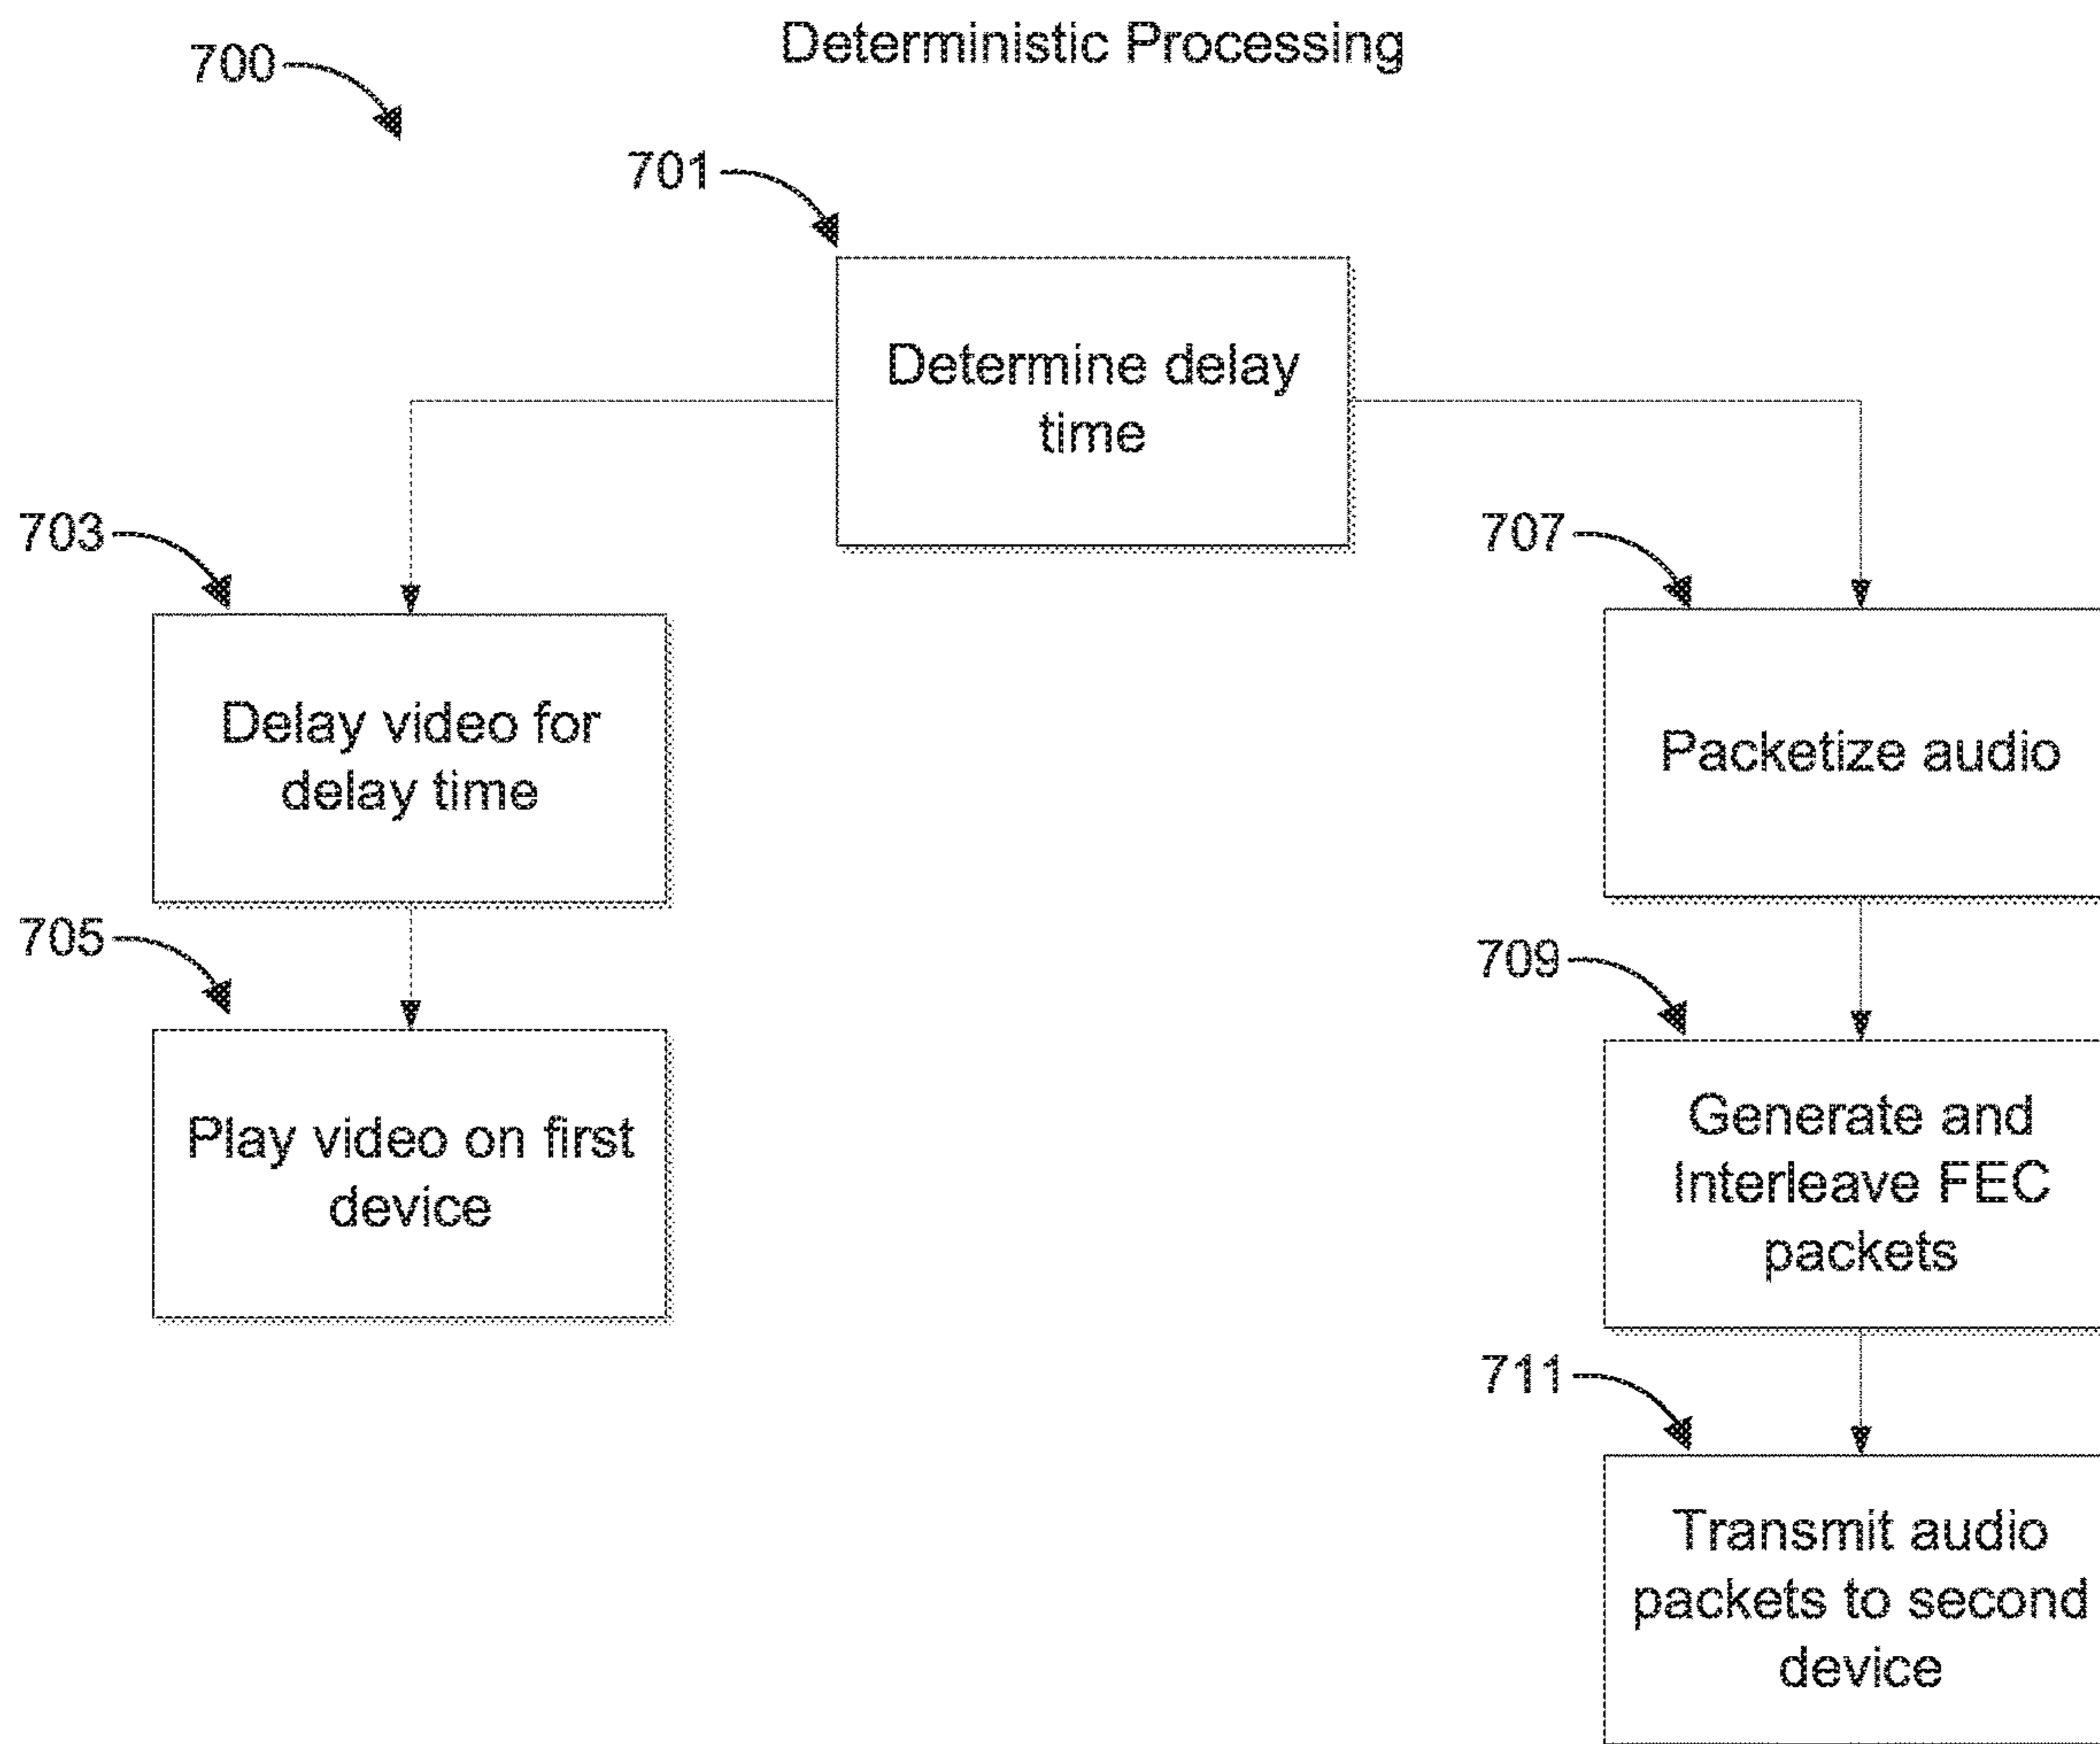 Deterministic Processing
700
701
Determine delay
time
703
707
Delay video for
delay time
Packetize audio
705
709
Play video on first
device
Generate and
Interleave FEC
packets
711
Transmit audio
packets to second
device